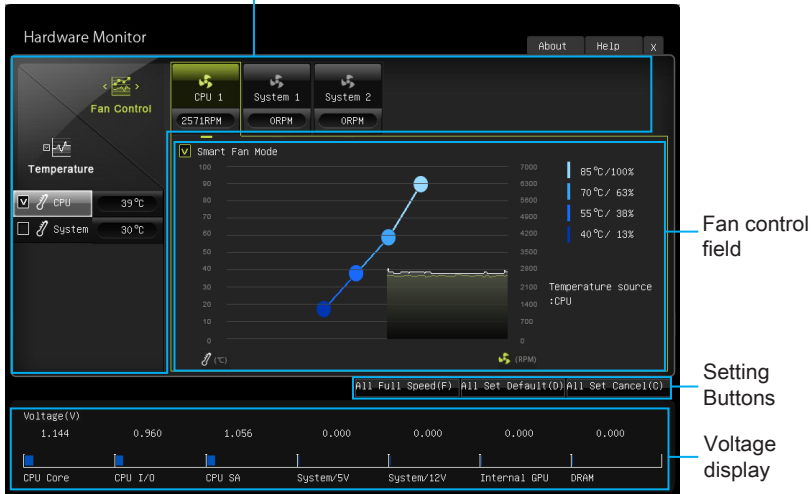 Hardware Monitor
About Help X
Fan Control
CPU 1 System 1 System 2
2571RPM 0RPM 0RPM
Temperature
V CPU 39°C
System 30°C
V Smart Fan Mode
100 7000
90 6300
80 5600
70 4900
60 4200
50 3500
40 2800
30 2100
20 1400
10 700
0 0
(℃) (RPM)
85°C/100%
70°C/ 63%
55°C/ 38%
40°C/ 13%
Temperature source
:CPU
Fan control
field
All Full Speed(F) All Set Default(D) All Set Cancel(C)
Setting
Buttons
Voltage(V)
1.144 0.960 1.056 0.000 0.000 0.000 0.000
CPU Core CPU I/O CPU SA System/5V System/12V Internal GPU DRAM
Voltage
display